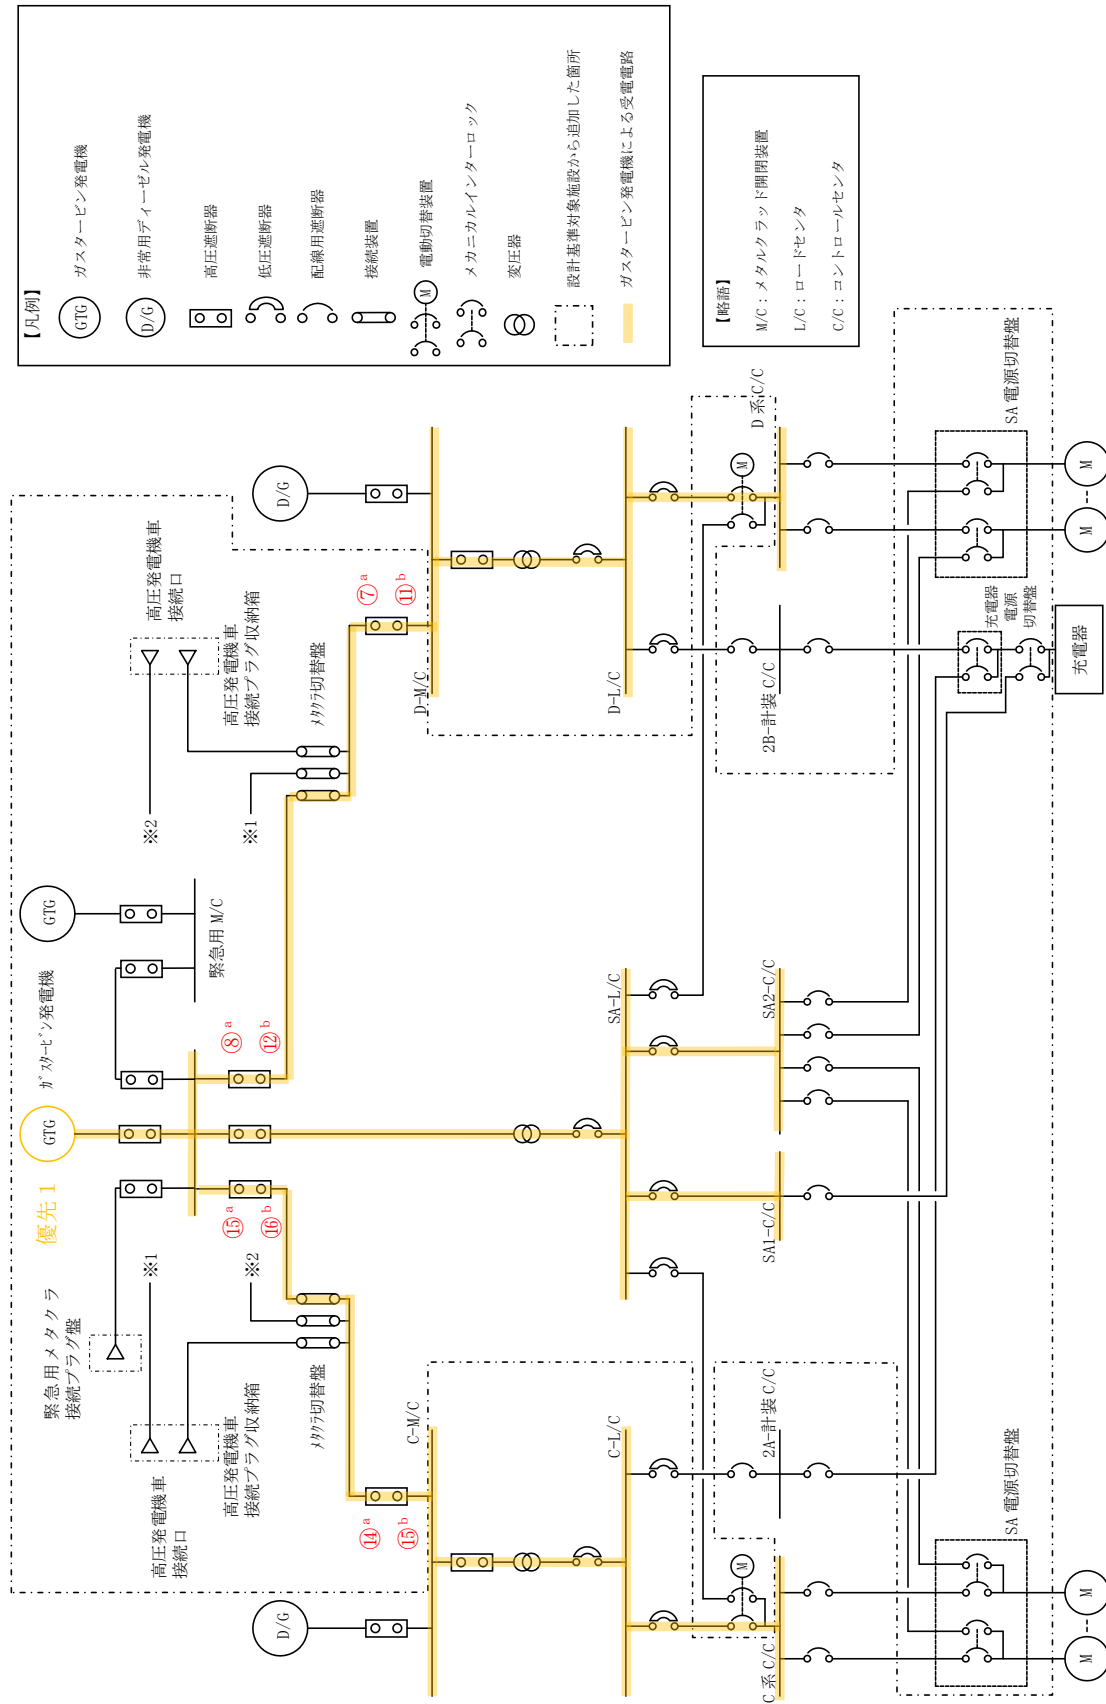 【凡例】
GTG
ガスタービン発電機
D/G
非常用ディーゼル発電機
高圧遮断器
低圧遮断器
配線用遮断器
接続装置
M
電動切替装置
メカニカルインターロック
変圧器
設計基準対象施設から追加した箇所
ガスタービン発電機による受電電路
【略語】
M/C：メタルクラッド開閉装置
L/C：ロードセンタ
C/C：コントロールセンタ
優先 1
GTG
ｶﾞｽﾀｰﾋﾞﾝ発電機
GTG
緊急用 M/C
緊急用メタクラ
接続プラグ盤
※1
※2
高圧発電機車
接続口
高圧発電機車
接続プラグ収納箱
ﾒﾀｸﾗ切替盤
⑮a
⑯b
⑧a
⑫b
※2
※1
高圧発電機車
接続口
高圧発電機車
接続プラグ収納箱
ﾒﾀｸﾗ切替盤
⑭a
⑮b
⑦a
⑪b
D/G
C-M/C
D/G
D-M/C
C-L/C
SA-L/C
D-L/C
M
C 系 C/C
2A-計装 C/C
SA1-C/C
SA2-C/C
2B-計装 C/C
M
D 系 C/C
SA 電源切替盤
SA 電源切替盤
充電器
電源
切替盤
充電器
M
M
M
M